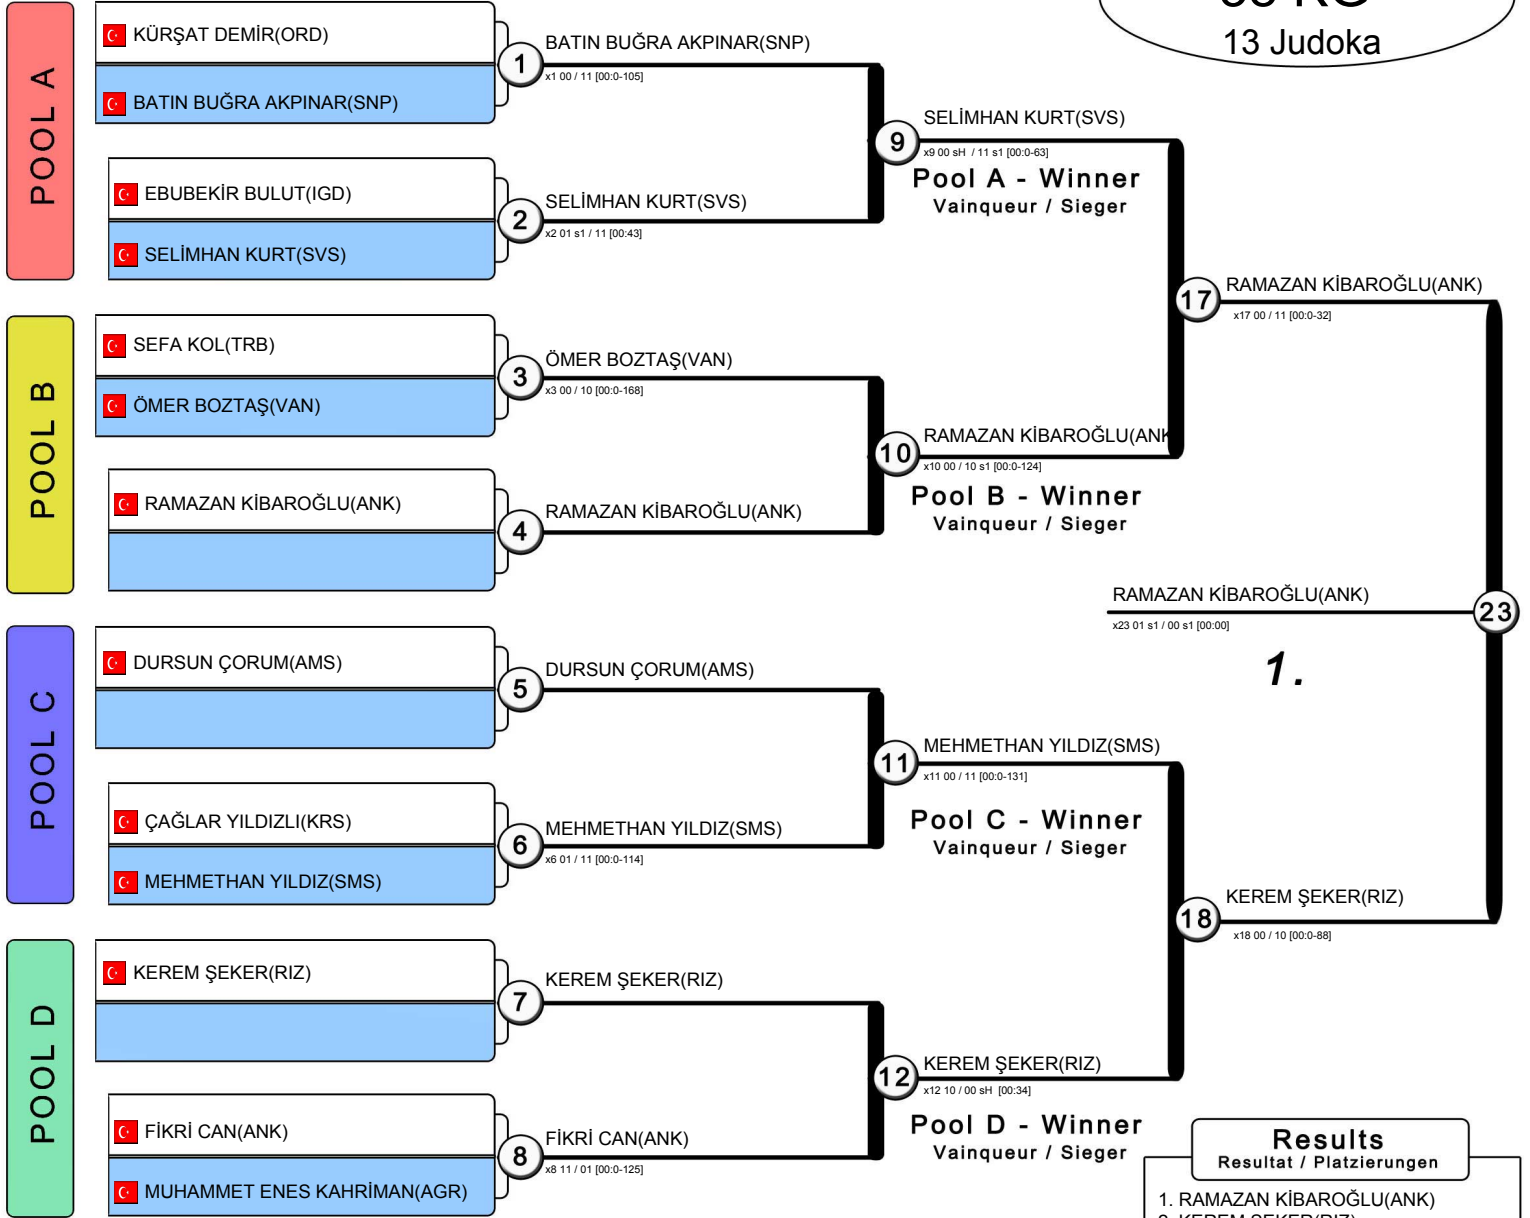 13 Judoka
POOL A
KÜRŞAT DEMİR(ORD)
BATIN BUĞRA AKPINAR(SNP)
1
BATIN BUĞRA AKPINAR(SNP)
x1 00 / 11 [00:0-105]
EBUBEKİR BULUT(IGD)
SELİMHAN KURT(SVS)
2
SELİMHAN KURT(SVS)
x2 01 s1 / 11 [00:43]
9
SELİMHAN KURT(SVS)
x9 00 sH / 11 s1 [00:0-63]
Pool A - Winner
Vainqueur / Sieger
POOL B
SEFA KOL(TRB)
ÖMER BOZTAŞ(VAN)
3
ÖMER BOZTAŞ(VAN)
x3 00 / 10 [00:0-168]
RAMAZAN KİBAROĞLU(ANK)
4
RAMAZAN KİBAROĞLU(ANK)
10
RAMAZAN KİBAROĞLU(ANK
x10 00 / 10 s1 [00:0-124]
Pool B - Winner
Vainqueur / Sieger
17
RAMAZAN KİBAROĞLU(ANK)
x17 00 / 11 [00:0-32]
POOL C
DURSUN ÇORUM(AMS)
5
DURSUN ÇORUM(AMS)
ÇAĞLAR YILDIZLI(KRS)
MEHMETHAN YILDIZ(SMS)
6
MEHMETHAN YILDIZ(SMS)
x6 01 / 11 [00:0-114]
11
MEHMETHAN YILDIZ(SMS)
x11 00 / 11 [00:0-131]
Pool C - Winner
Vainqueur / Sieger
POOL D
KEREM ŞEKER(RIZ)
7
KEREM ŞEKER(RIZ)
FİKRİ CAN(ANK)
MUHAMMET ENES KAHRİMAN(AGR)
8
FİKRİ CAN(ANK)
x8 11 / 01 [00:0-125]
12
KEREM ŞEKER(RIZ)
x12 10 / 00 sH [00:34]
Pool D - Winner
Vainqueur / Sieger
18
KEREM ŞEKER(RIZ)
x18 00 / 10 [00:0-88]
RAMAZAN KİBAROĞLU(ANK)
23
x23 01 s1 / 00 s1 [00:00]
1.
Results
Resultat / Platzierungen
1. RAMAZAN KİBAROĞLU(ANK)
2. KEREM ŞEKER(RIZ)